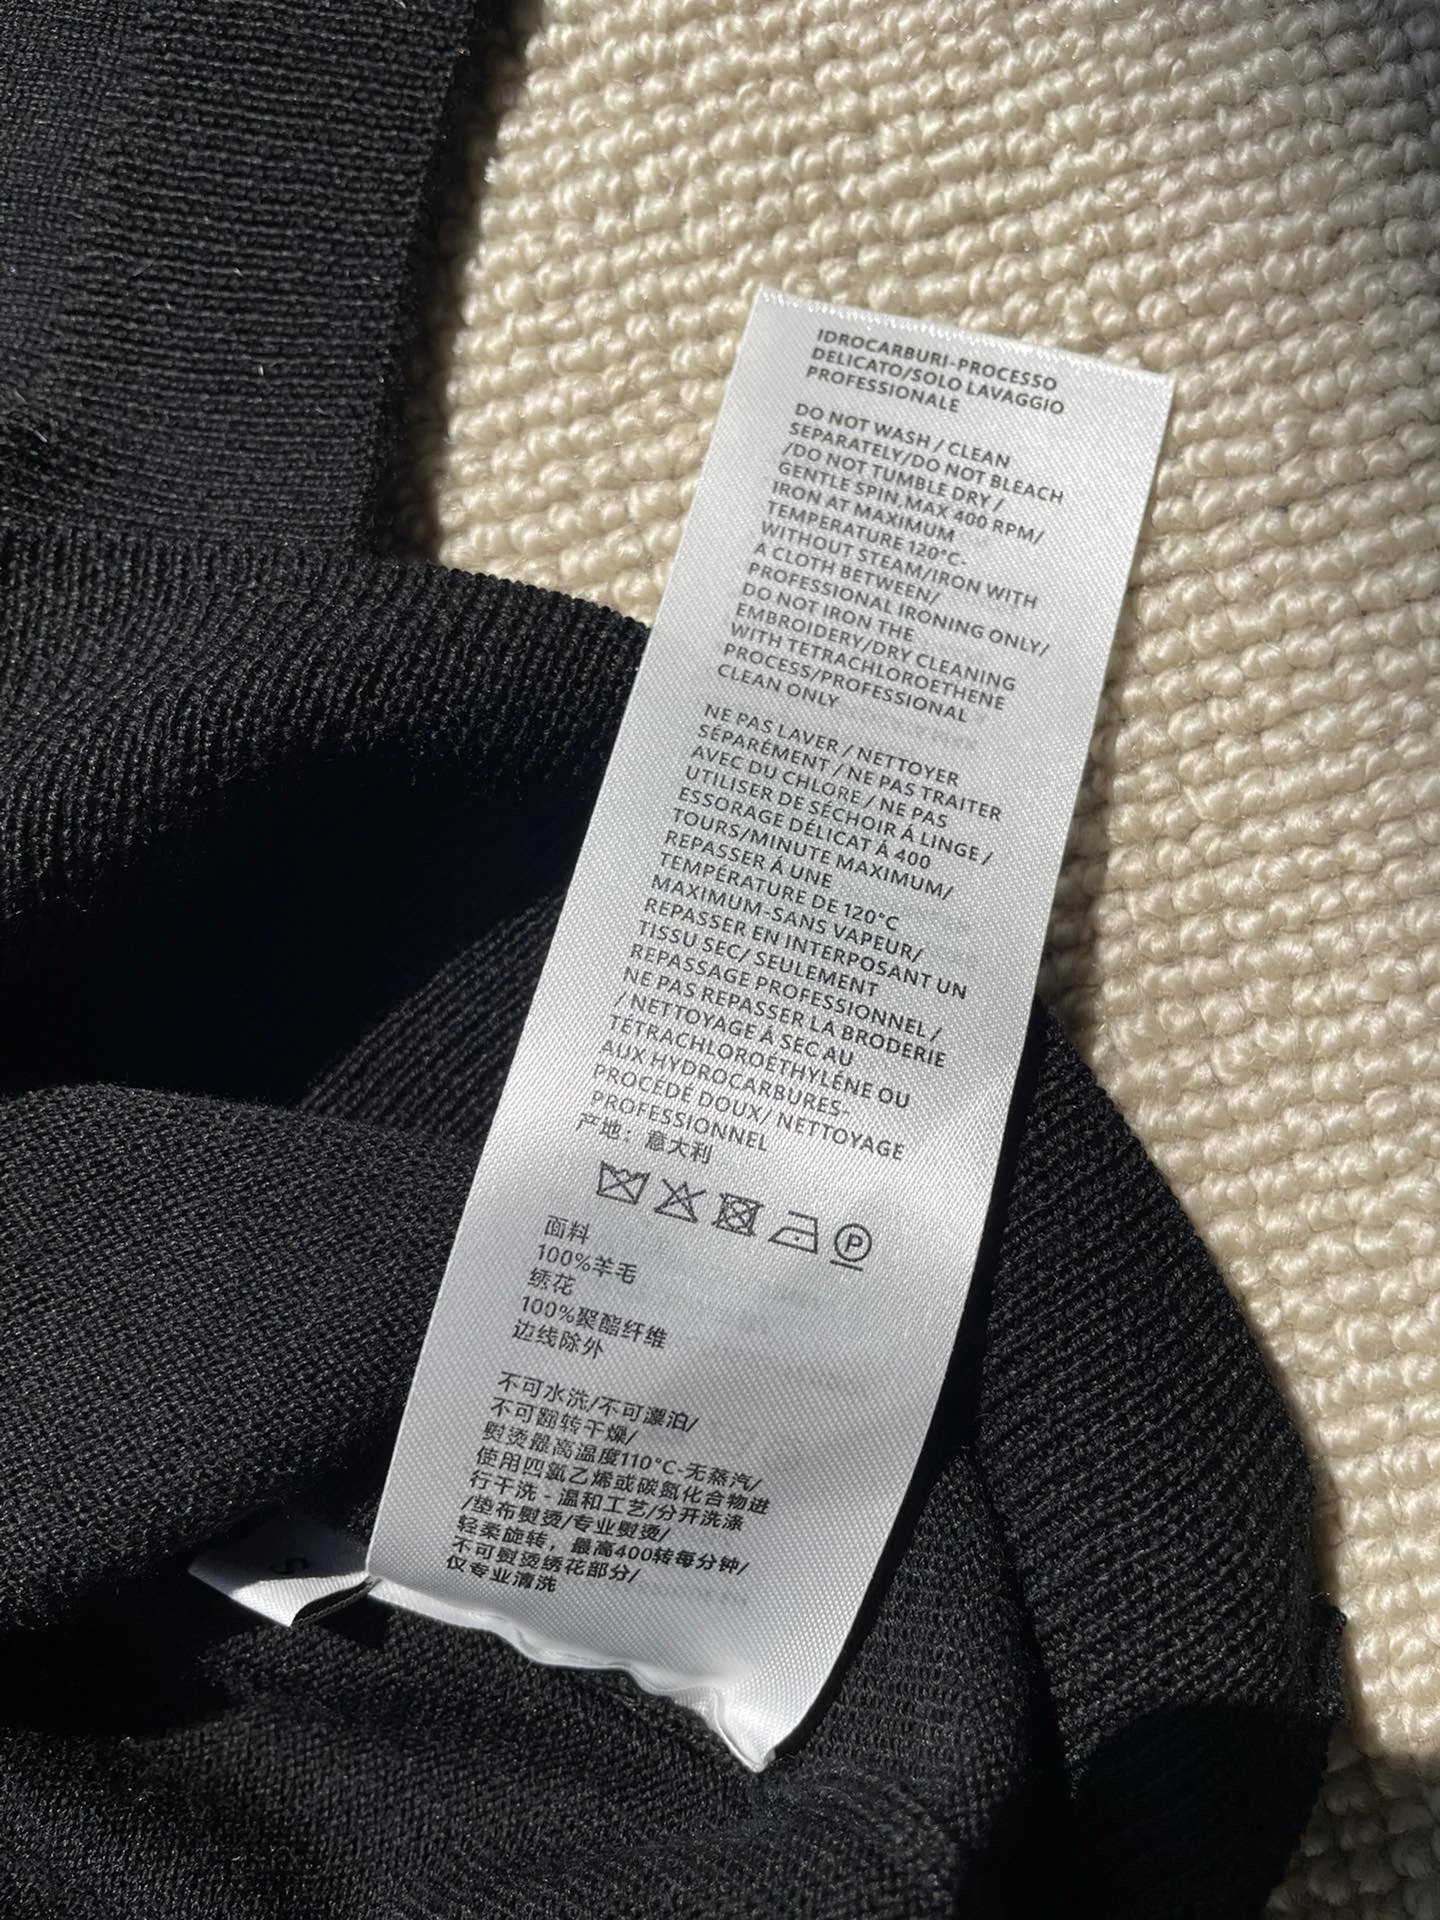 IDROCARBURI-PROCESSO
DELICATO/SOLO LAVAGGIO
PROFESSIONALE
DO NOT WASH / CLEAN
SEPARATELY/DO NOT BLEACH
/DO NOT TUMBLE DRY /
GENTLE SPIN,MAX 400 RPM/
IRON AT MAXIMUM
TEMPERATURE 120°C-
WITHOUT STEAM/IRON WITH
A CLOTH BETWEEN/
PROFESSIONAL IRONING ONLY/
DO NOT IRON THE
EMBROIDERY/DRY CLEANING
WITH TETRACHLOROETHENE
PROCESS/PROFESSIONAL
CLEAN ONLY
NE PAS LAVER / NETTOYER
SÉPARÉMENT / NE PAS TRAITER
AVEC DU CHLORE / NE PAS
UTILISER DE SÉCHOIR À LINGE /
ESSORAGE DÉLICAT À 400
TOURS/MINUTE MAXIMUM/
REPASSER À UNE
TEMPÉRATURE DE 120°C
MAXIMUM-SANS VAPEUR/
REPASSER EN INTERPOSANT UN
TISSU SEC/ SEULEMENT
REPASSAGE PROFESSIONNEL /
NE PAS REPASSER LA BRODERIE
/ NETTOYAGE À SEC AU
TÉTRACHLOROÉTHYLÈNE OU
AUX HYDROCARBURES-
PROCÉDÉ DOUX/ NETTOYAGE
PROFESSIONNEL
产地：意大利
P
面料
100%羊毛
绣花
100%聚酯纤维
边线除外
不可水洗/不可漂泊/
不可翻转干燥/
熨烫最高温度110°C-无蒸汽/
使用四氯乙烯或碳氢化合物进
行干洗 - 温和工艺/分开洗涤
/垫布熨烫/专业熨烫/
轻柔旋转，最高400转每分钟/
不可熨烫绣花部分/
仅专业清洗
S